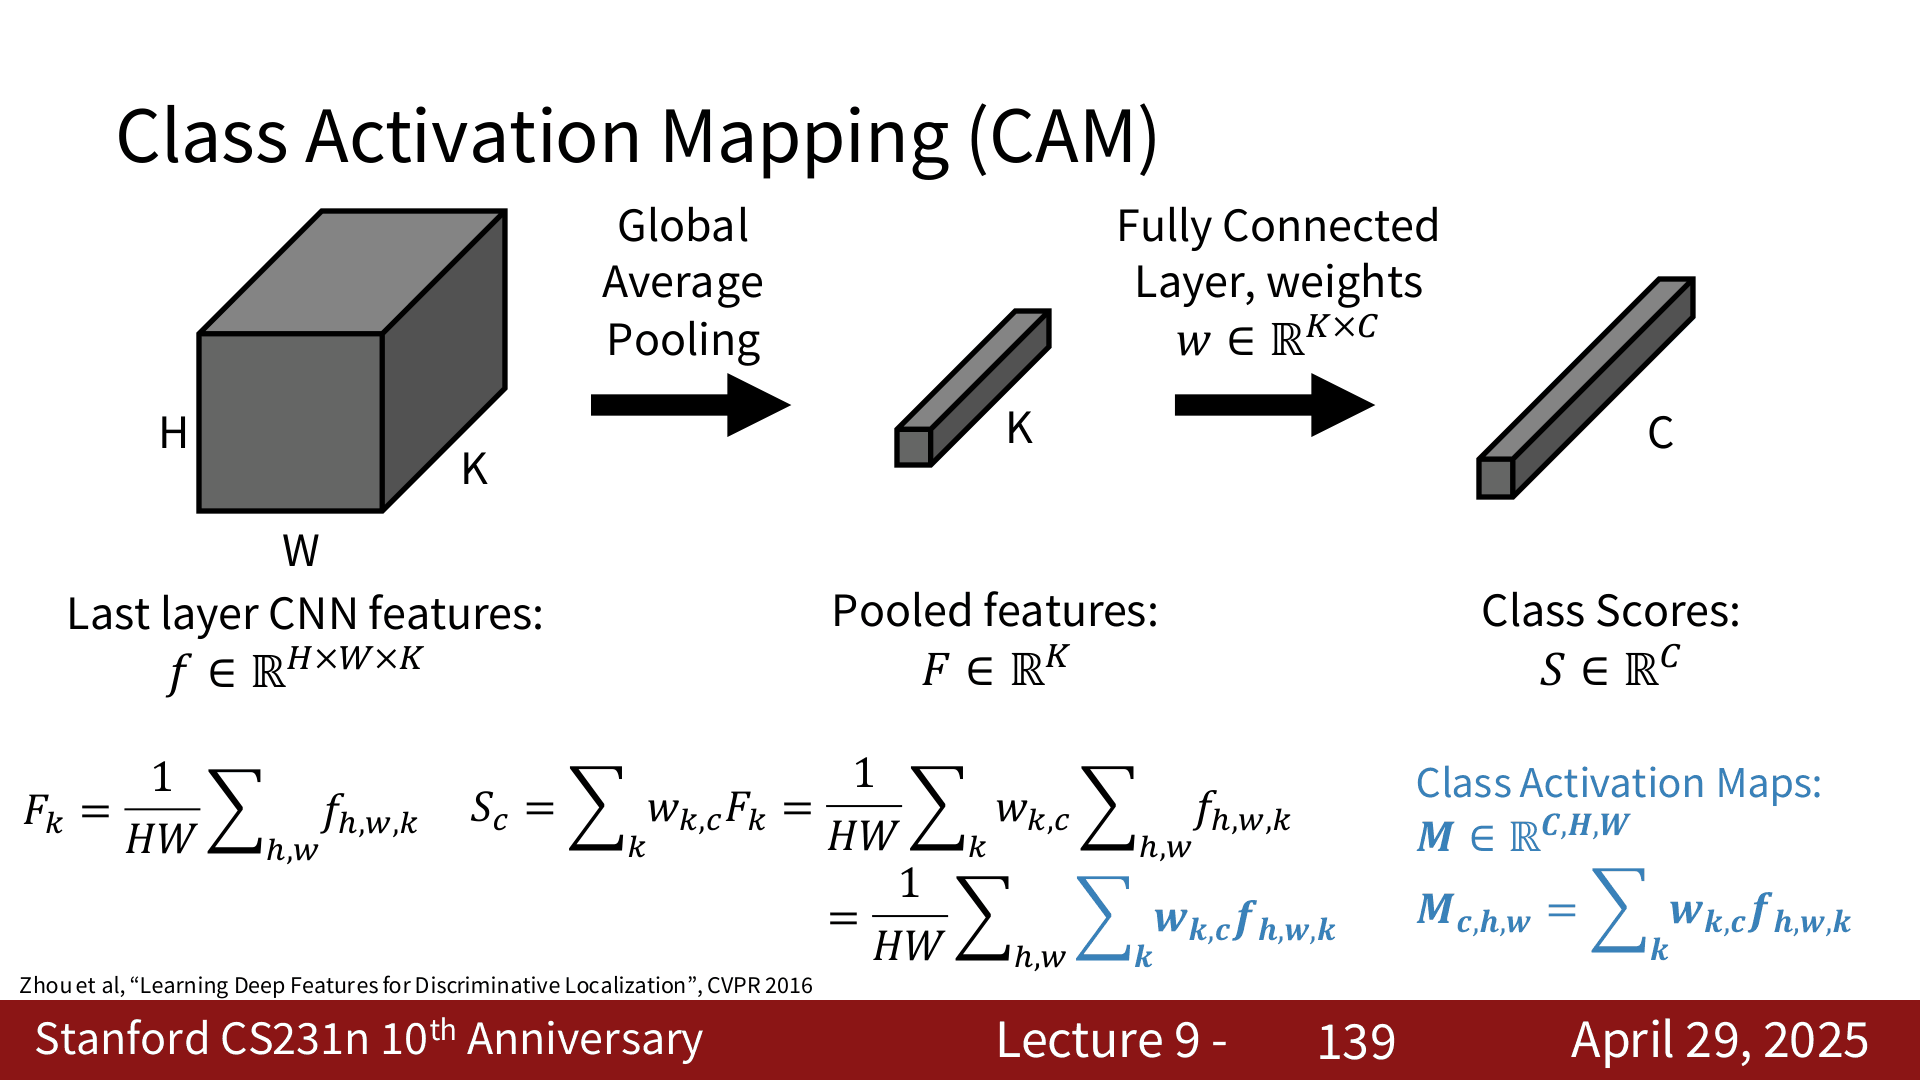 Class Activation Mapping (CAM)
Global
Average
Pooling
Fully Connected
Layer, weights
w ∈ ℝ^{K×C}
H
W
K
K
C
Last layer CNN features:
f ∈ ℝ^{H×W×K}
Pooled features:
F ∈ ℝ^K
Class Scores:
S ∈ ℝ^C
F_k = \frac{1}{HW} ∑_{h,w} f_{h,w,k}
S_c = ∑_k w_{k,c} F_k = \frac{1}{HW} ∑_k w_{k,c} ∑_{h,w} f_{h,w,k}
= \frac{1}{HW} ∑_{h,w} ∑_k w_{k,c} f_{h,w,k}
Class Activation Maps:
M ∈ ℝ^{C,H,W}
M_{c,h,w} = ∑_k w_{k,c} f_{h,w,k}
Zhou et al, “Learning Deep Features for Discriminative Localization”, CVPR 2016
Stanford CS231n 10th Anniversary
Lecture 9 - 139
April 29, 2025